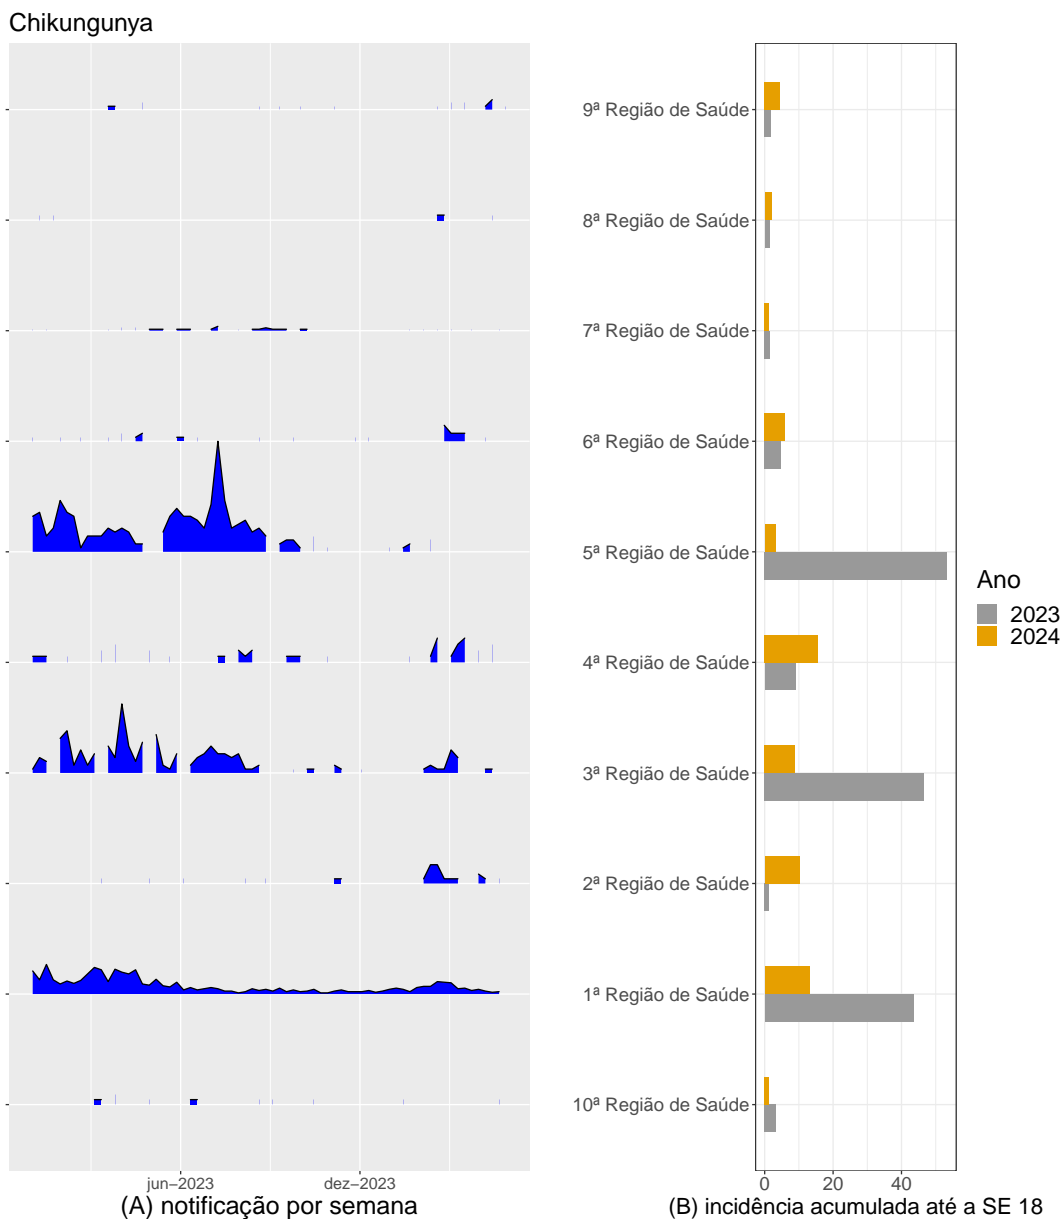 Chikungunya
9ª Região de Saúde
8ª Região de Saúde
7ª Região de Saúde
6ª Região de Saúde
5ª Região de Saúde
4ª Região de Saúde
3ª Região de Saúde
2ª Região de Saúde
1ª Região de Saúde
10ª Região de Saúde
jun–2023 dez–2023
(A) notificação por semana
0 20 40
(B) incidência acumulada até a SE 18
Ano
2023
2024